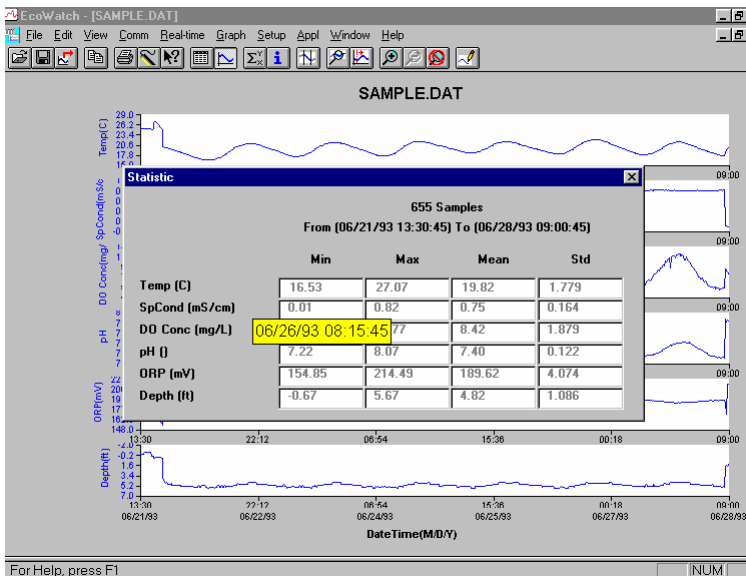 EcoWatch - [SAMPLE.DAT]
File Edit View Comm Real-time Graph Setup Appl Window Help
SAMPLE.DAT
Temp(C)
29.0
26.2
23.4
20.6
17.8
09:00
Statistic
655 Samples
From (06/21/93 13:30:45) To (06/28/93 09:00:45)
Min Max Mean Std
Temp (C) 16.53 27.07 19.82 1.779
SpCond (mS/cm) 0.01 0.82 0.75 0.164
DO Conc (mg/L) 06/26/93 08:15:45 77 8.42 1.879
pH () 7.22 8.07 7.40 0.122
ORP (mV) 154.85 214.49 189.62 4.074
Depth (ft) -0.67 5.67 4.82 1.086
SpCond(mS/c
09:00
DO Conc(mg/
09:00
pH
09:00
ORP(mV)
148.0
13:30 22:12 06:54 15:36 00:18 09:00
Depth(ft)
-2.0
-0.2
1.6
3.4
5.2
7.0
13:30 22:12 06:54 15:36 00:18 09:00
06/21/93 06/22/93 06/24/93 06/25/93 06/27/93 06/28/93
DateTime(M/D/Y)
For Help, press F1 NUM